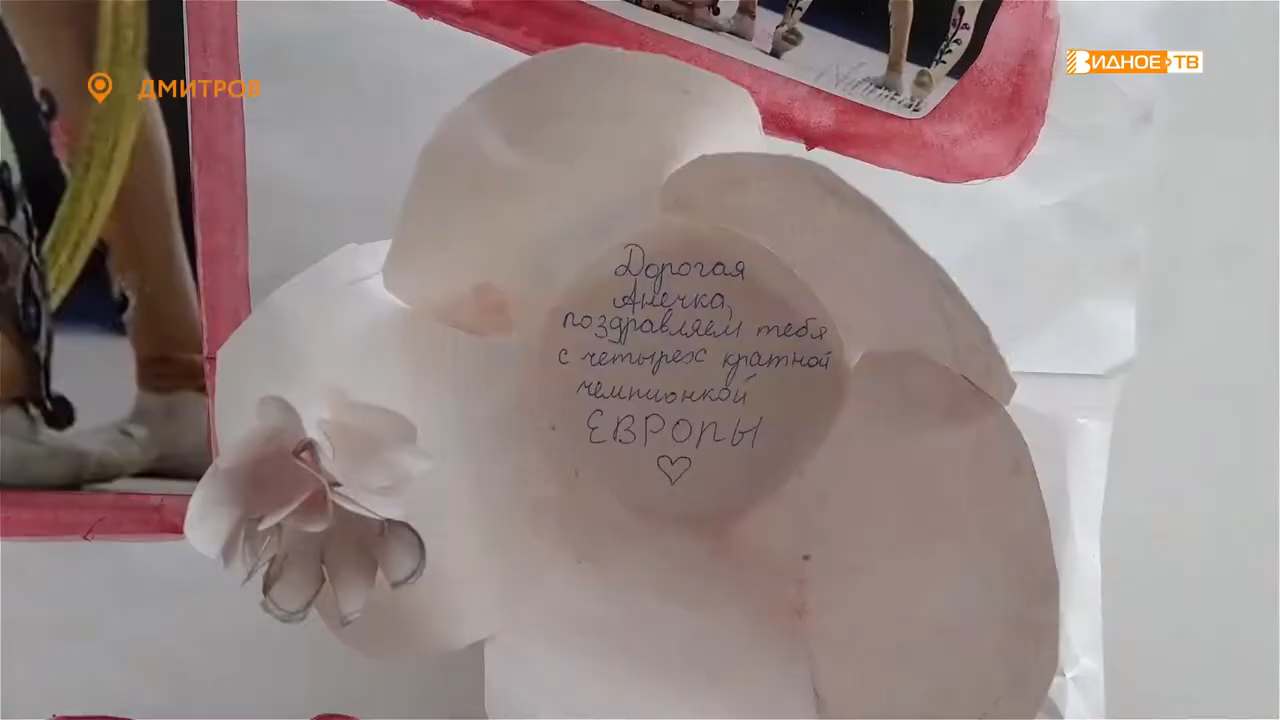 ДМИТРОВ
ВИДНОЕ ТВ
Дорогая
Анечка,
поздравляем тебя
с четырех кратной
чемпионкой
ЕВРОПЫ